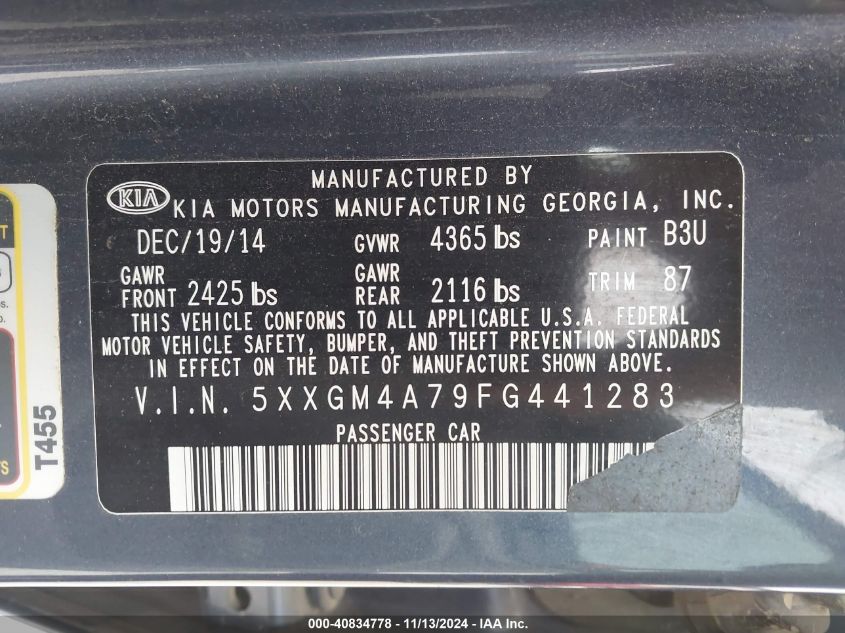 MANUFACTURED BY
KIA
KIA MOTORS MANUFACTURING GEORGIA, INC.
DEC/19/14 GVWR 4365 lbs PAINT B3U
GAWR FRONT 2425 lbs GAWR REAR 2116 lbs TRIM 87
THIS VEHICLE CONFORMS TO ALL APPLICABLE U.S.A. FEDERAL
MOTOR VEHICLE SAFETY, BUMPER, AND THEFT PREVENTION STANDARDS
IN EFFECT ON THE DATE OF MANUFACTURE SHOWN ABOVE.
V.I.N. 5XXGM4A79FG441283
PASSENGER CAR
T455
000-40834778 - 11/13/2024 - IAA Inc.